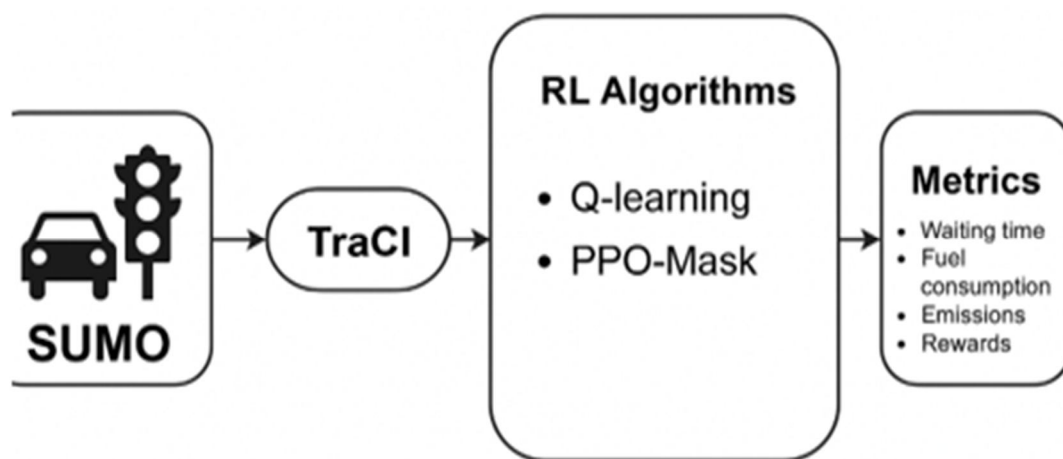 SUMO
TraCI
RL Algorithms
• Q-learning
• PPO-Mask
Metrics
• Waiting time
• Fuel
consumption
• Emissions
• Rewards